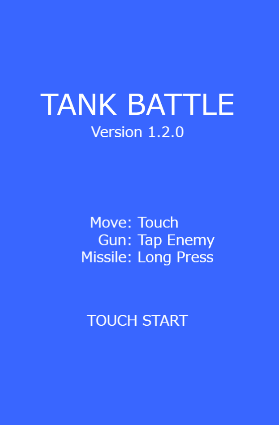 TANK BATTLE
Version 1.2.0
Move: Touch
Gun: Tap Enemy
Missile: Long Press
TOUCH START